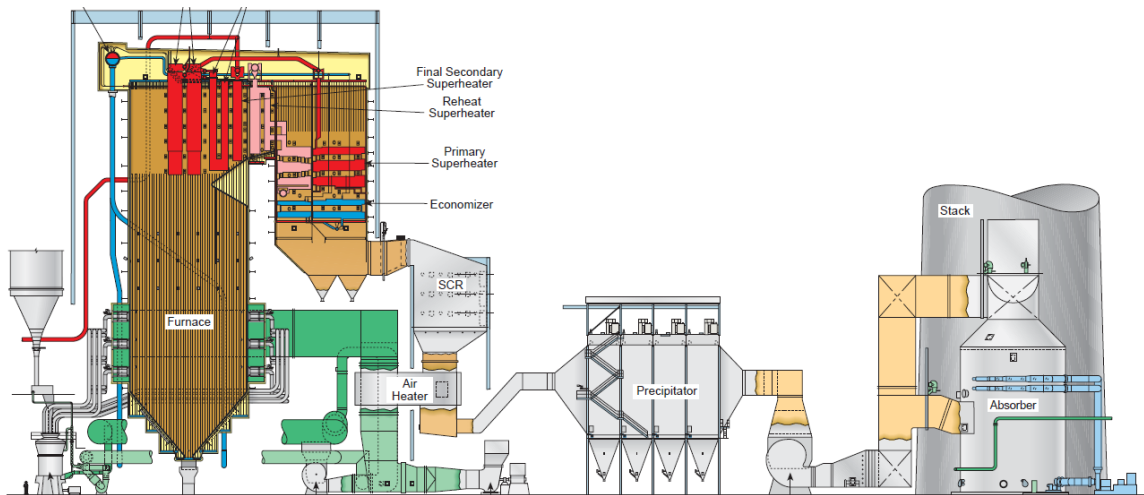 Final Secondary
Superheater
Reheat
Superheater
Primary
Superheater
Economizer
Stack
SCR
Furnace
Air
Heater
Precipitator
Absorber